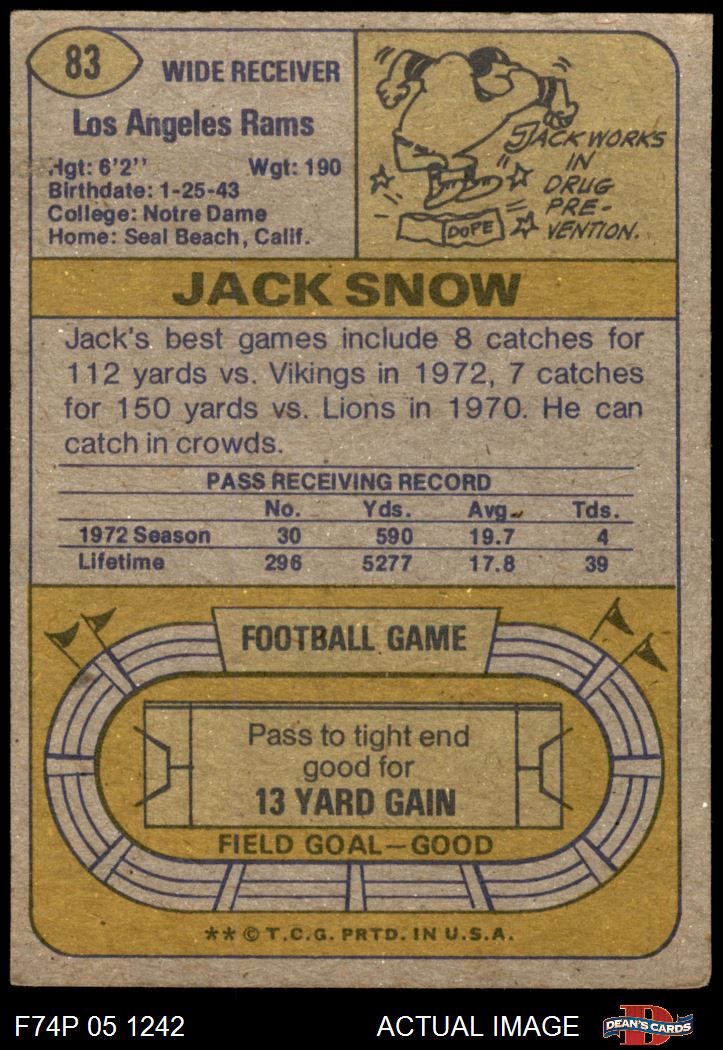 83
WIDE RECEIVER
Los Angeles Rams
Hgt: 6'2'' Wgt: 190
Birthdate: 1-25-43
College: Notre Dame
Home: Seal Beach, Calif.
JACK WORKS
IN
DRUG
PRE-
VENTION.
DOPE
JACK SNOW
Jack's best games include 8 catches for
112 yards vs. Vikings in 1972, 7 catches
for 150 yards vs. Lions in 1970. He can
catch in crowds.
PASS RECEIVING RECORD
No. Yds. Avg. Tds.
1972 Season 30 590 19.7 4
Lifetime 296 5277 17.8 39
FOOTBALL GAME
Pass to tight end
good for
13 YARD GAIN
FIELD GOAL—GOOD
** © T.C.G. PRTD. IN U.S.A.
F74P 05 1242 ACTUAL IMAGE
D
DEAN'S CARDS